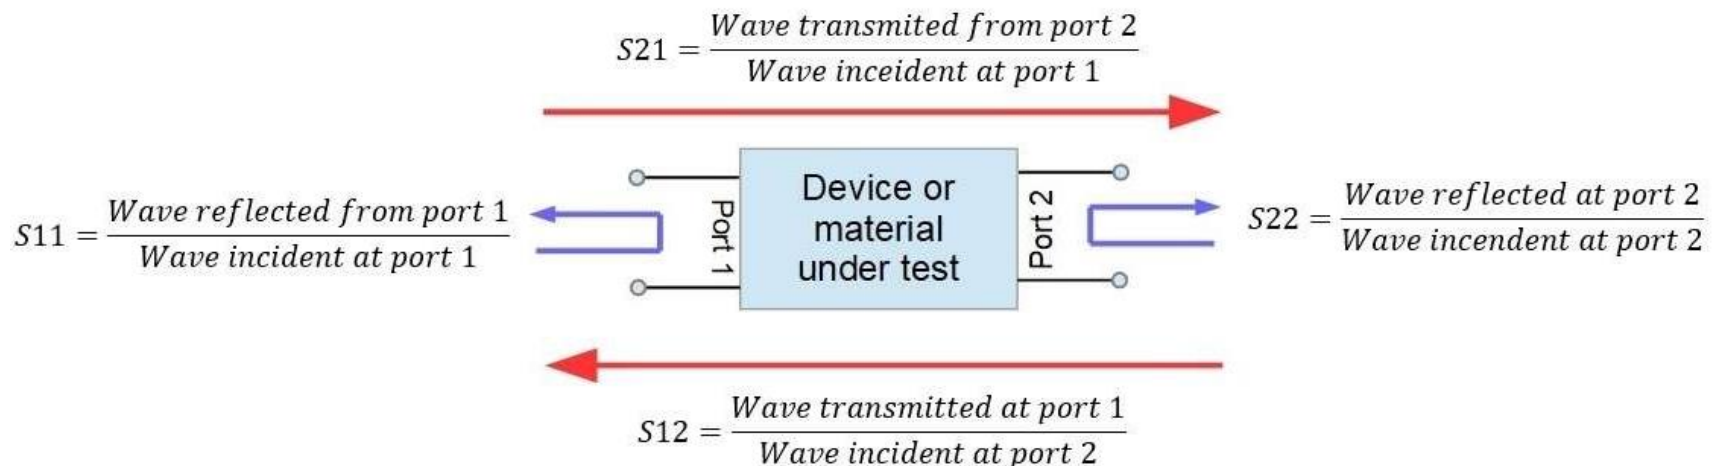 S21 = Wave transmited from port 2
Wave inceident at port 1
S11 = Wave reflected from port 1
Wave incident at port 1
Port 1
Device or
material
under test
Port 2
S22 = Wave reflected at port 2
Wave incendent at port 2
S12 = Wave transmitted at port 1
Wave incident at port 2